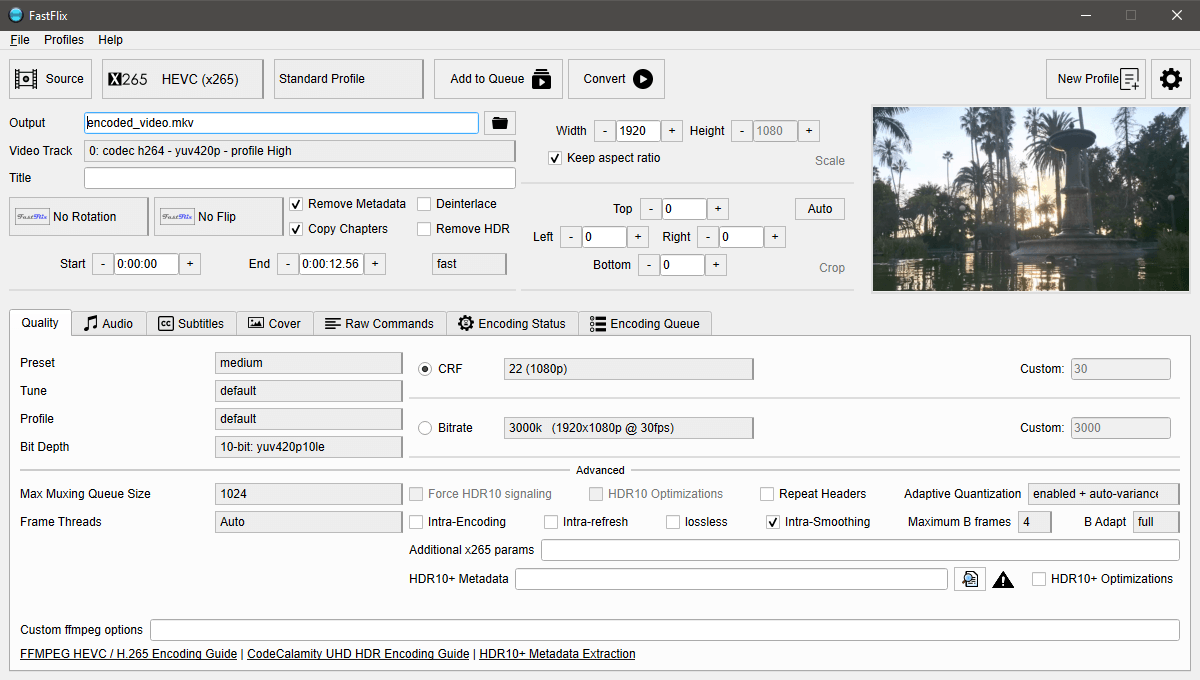 FastFlix
File Profiles Help
Source X265 HEVC (x265) Standard Profile Add to Queue Convert New Profile
Output encoded_video.mkv
Width - 1920 + Height - 1080 +
Video Track 0: codec h264 - yuv420p - profile High
Keep aspect ratio Scale
Title
FastFlix No Rotation FastFlix No Flip
Remove Metadata Deinterlace
Copy Chapters Remove HDR
Top - 0 + Auto
Left - 0 + Right - 0 +
Bottom - 0 + Crop
Start - 0:00:00 + End - 0:00:12.56 + fast
Quality Audio CC Subtitles Cover Raw Commands Encoding Status Encoding Queue
Preset medium
Tune default
Profile default
Bit Depth 10-bit: yuv420p10le
CRF 22 (1080p) Custom: 30
Bitrate 3000k (1920x1080p @ 30fps) Custom: 3000
Advanced
Max Muxing Queue Size 1024 Force HDR10 signaling HDR10 Optimizations Repeat Headers Adaptive Quantization enabled + auto-variance
Frame Threads Auto Intra-Encoding Intra-refresh lossless Intra-Smoothing Maximum B frames 4 B Adapt full
Additional x265 params
HDR10+ Metadata HDR10+ Optimizations
Custom ffmpeg options
FFMPEG HEVC / H.265 Encoding Guide | CodeCalamity UHD HDR Encoding Guide | HDR10+ Metadata Extraction